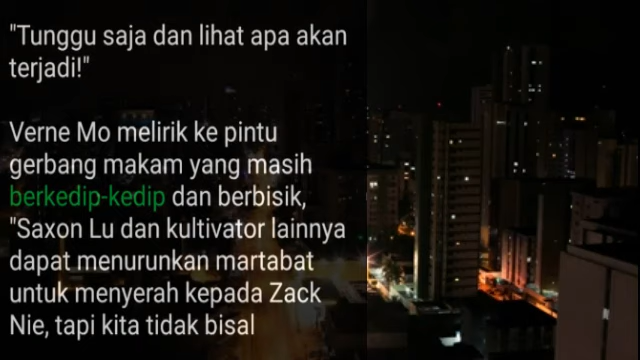 "Tunggu saja dan lihat apa akan
terjadi!"
Verne Mo melirik ke pintu
gerbang makam yang masih
berkedip-kedip dan berbisik,
"Saxon Lu dan kultivator lainnya
dapat menurunkan martabat
untuk menyerah kepada Zack
Nie, tapi kita tidak bisal